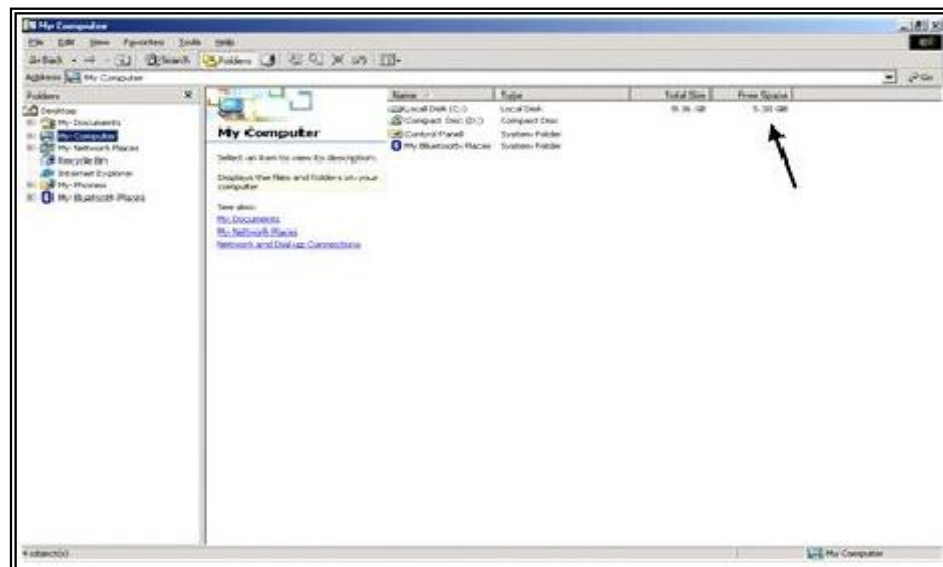 My Computer
File Edit View Favorites Tools Help
Back Search Folders
Address My Computer Go
Folders
Desktop
My Documents
My Computer
My Network Places
Recycle Bin
Internet Explorer
My Phones
My Bluetooth Places
My Computer
Select an item to view its description.
Displays the files and folders on your
computer
See also:
My Documents
My Network Places
Network and Dial-up Connections
Name Type Total Size Free Space
Local Disk (C:) Local Disk GB GB
Compact Disc (D:) Compact Disc
Control Panel System Folder
My Bluetooth Places System Folder
4 object(s) My Computer